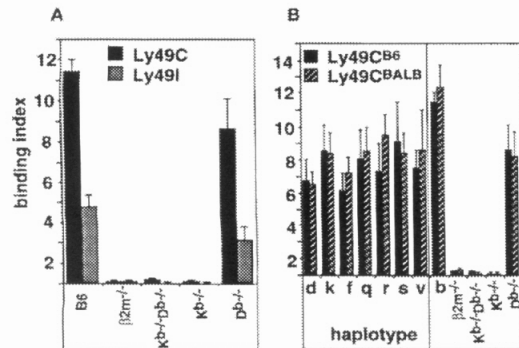 A
B
Ly49C
Ly49I
Ly49CB6
Ly49CBALB
binding index
12
10
8
6
4
2
14
12
10
8
6
4
2
B6
β2m-/-
Kb-/-Db-/-
Kb-/-
Db-/-
d k f q r s v b
β2m-/-
Kb-/-Db-/-
Kb-/-
Db-/-
haplotype